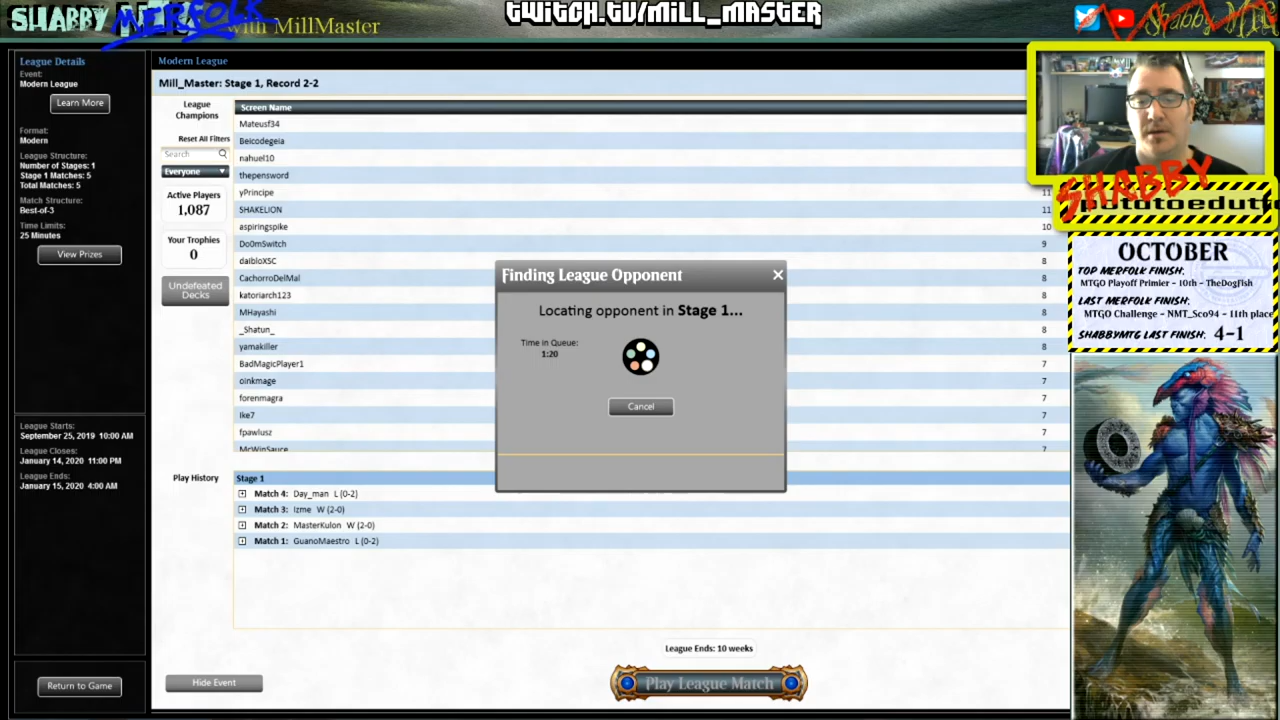 SHABBY
MERFOLK
with MillMaster
twitch.tv/Mill_Master
Shabby
League Details
Event:
Modern League
Learn More
Format:
Modern
League Structure:
Number of Stages: 1
Stage 1 Matches: 5
Total Matches: 5
Match Structure:
Best-of-3
Time Limits:
25 Minutes
View Prizes
League Starts:
September 25, 2019 10:00 AM
League Closes:
January 14, 2020 11:00 PM
League Ends:
January 15, 2020 4:00 AM
Return to Game
Modern League
Mill_Master: Stage 1, Record 2-2
League
Champions
Reset All Filters
Search
Everyone
Active Players
1,087
Your Trophies
0
Undefeated
Decks
Screen Name
Mateusf34
Beicodegeia
nahuel10
thepensword
yPrincipe 11
SHAKELION 11
aspiringspike 10
Do0mSwitch 9
daibloXSC 8
CachorroDelMal 8
katoriarch123 8
MHayashi 8
_Shatun_ 8
yamakiller 8
BadMagicPlayer1 7
oinkmage 7
forenmagra 7
Ike7 7
fpawlusz 7
McWinSauce 7
Finding League Opponent
Locating opponent in Stage 1...
Time in Queue:
1:20
Cancel
Play History
Stage 1
Match 4: Day_man L (0-2)
Match 3: Izme W (2-0)
Match 2: MasterKulon W (2-0)
Match 1: GuanoMaestro L (0-2)
League Ends: 10 weeks
Hide Event
Play League Match
SHABBY
OCTOBER
TOP MERFOLK FINISH:
MTGO Playoff Primier - 10th - TheDogfish
LAST MERFOLK FINISH:
MTGO Challenge - NMT_Sco94 - 11th place
SHABBYMTG LAST FINISH: 4-1